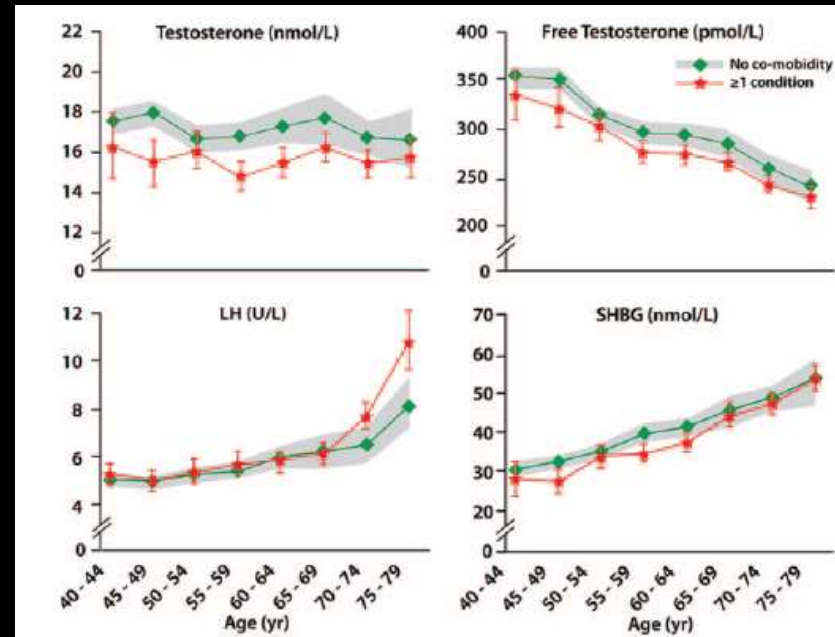 Testosterone (nmol/L)
22
20
18
16
14
12
0
Free Testosterone (pmol/L)
No co-mobidity
≥1 condition
400
350
300
250
200
0
LH (U/L)
12
10
8
6
4
0
40 - 44
45 - 49
50 - 54
55 - 59
60 - 64
65 - 69
70 - 74
75 - 79
Age (yr)
SHBG (nmol/L)
70
60
50
40
30
20
0
40 - 44
45 - 49
50 - 54
55 - 59
60 - 64
65 - 69
70 - 74
75 - 79
Age (yr)